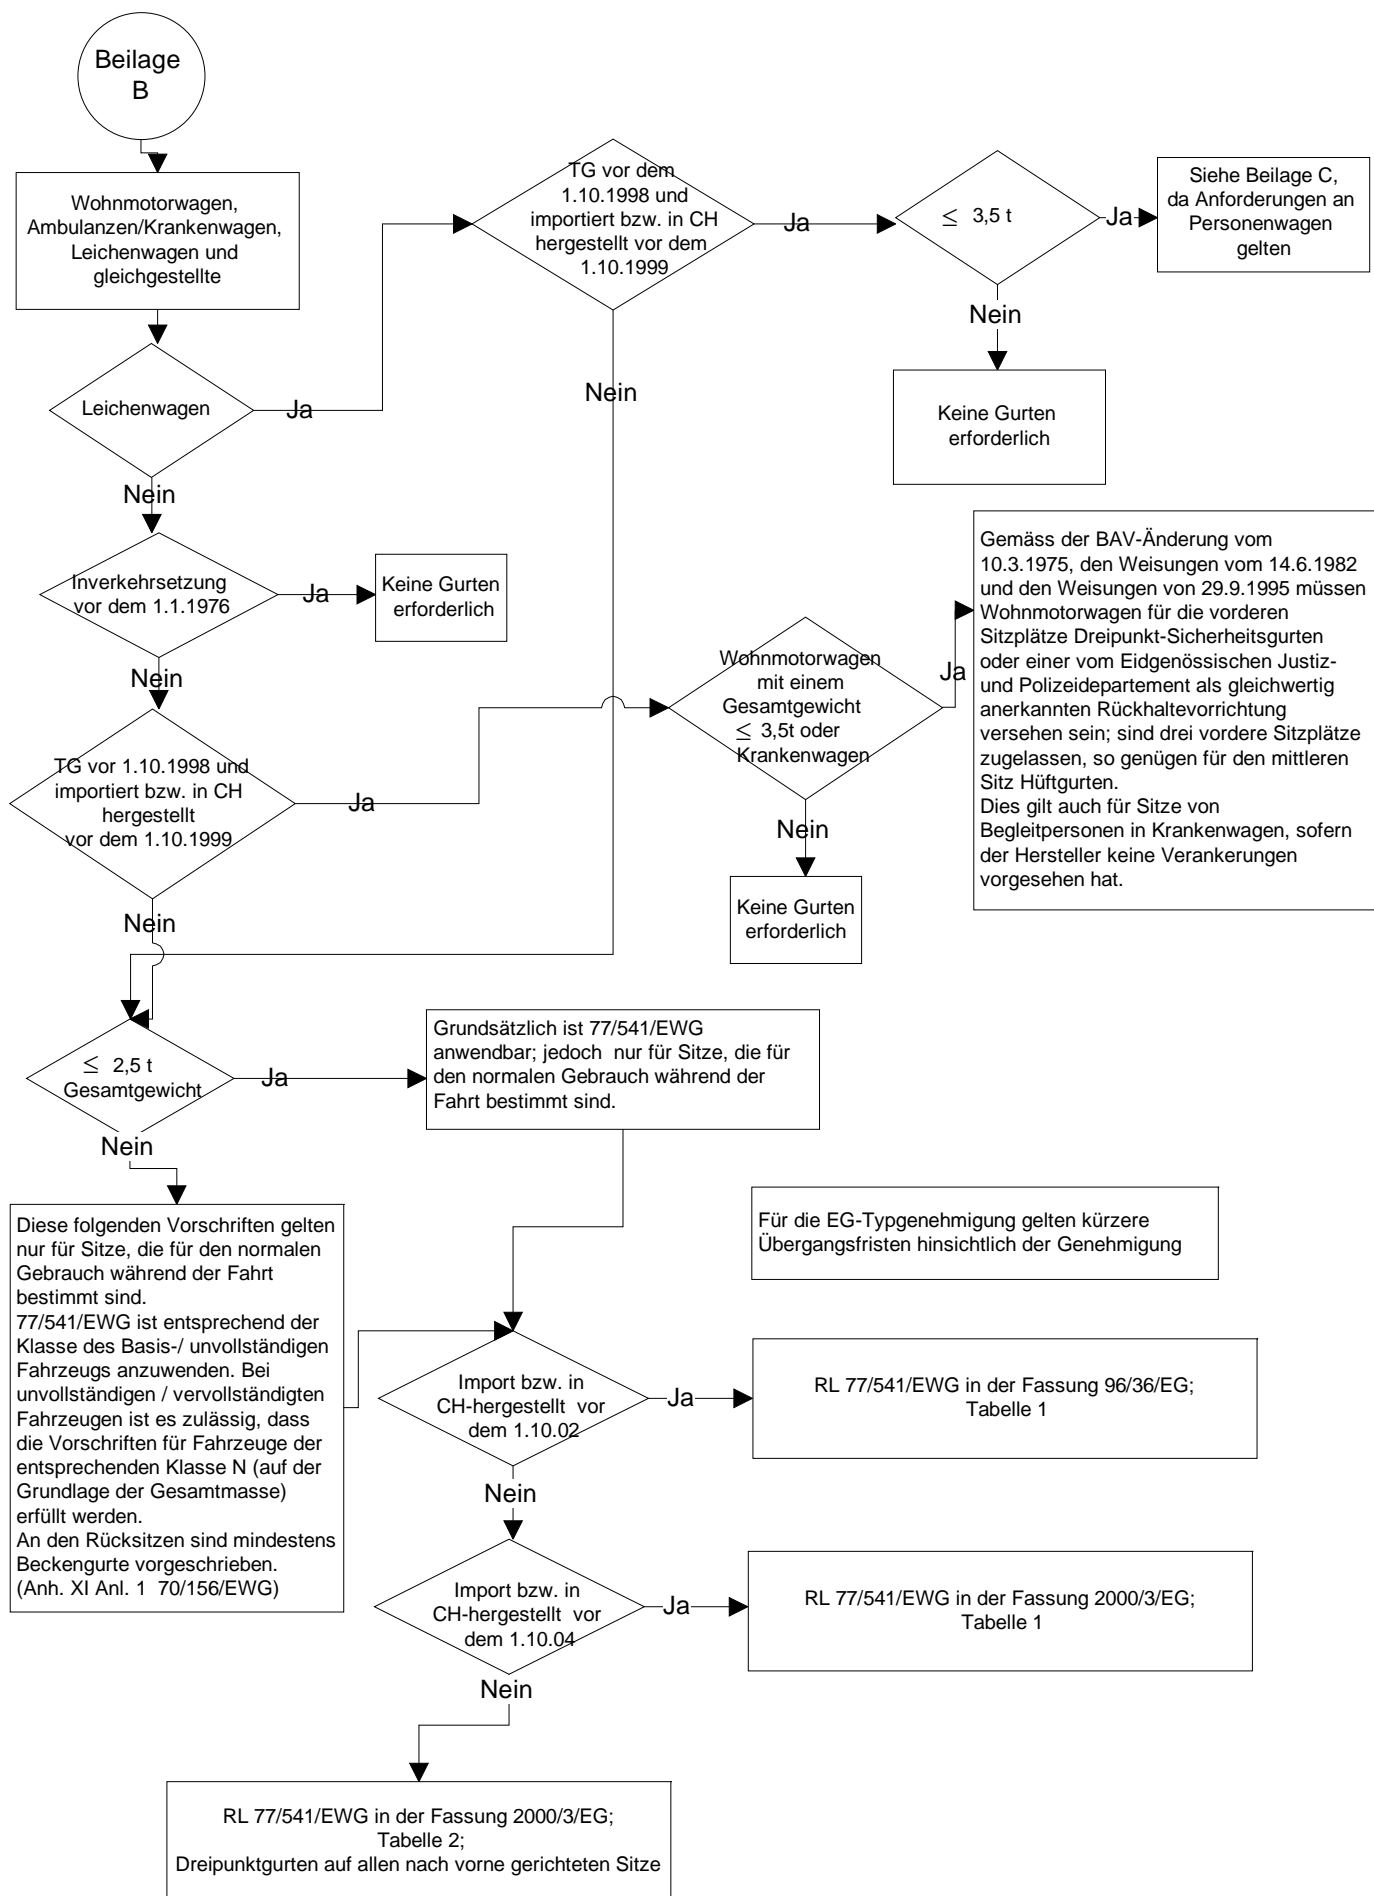 Beilage
B
Wohnmotorwagen,
Ambulanzen/Krankenwagen,
Leichenwagen und
gleichgestellte
TG vor dem
1.10.1998 und
importiert bzw. in CH
hergestellt vor dem
1.10.1999
Ja
≤ 3,5 t
Ja
Siehe Beilage C,
da Anforderungen an
Personenwagen
gelten
Nein
Keine Gurten
erforderlich
Nein
Leichenwagen
Ja
Nein
Inverkehrsetzung
vor dem 1.1.1976
Ja
Keine Gurten
erforderlich
Nein
TG vor 1.10.1998 und
importiert bzw. in CH
hergestellt
vor dem 1.10.1999
Ja
Wohnmotorwagen
mit einem
Gesamtgewicht
≤ 3,5t oder
Krankenwagen
Ja
Gemäss der BAV-Änderung vom
10.3.1975, den Weisungen vom 14.6.1982
und den Weisungen von 29.9.1995 müssen
Wohnmotorwagen für die vorderen
Sitzplätze Dreipunkt-Sicherheitsgurten
oder einer vom Eidgenössischen Justiz-
und Polizeidepartement als gleichwertig
anerkannten Rückhaltevorrichtung
versehen sein; sind drei vordere Sitzplätze
zugelassen, so genügen für den mittleren
Sitz Hüftgurten.
Dies gilt auch für Sitze von
Begleitpersonen in Krankenwagen, sofern
der Hersteller keine Verankerungen
vorgesehen hat.
Nein
Keine Gurten
erforderlich
Nein
≤ 2,5 t
Gesamtgewicht
Ja
Grundsätzlich ist 77/541/EWG
anwendbar; jedoch nur für Sitze, die für
den normalen Gebrauch während der
Fahrt bestimmt sind.
Nein
Diese folgenden Vorschriften gelten
nur für Sitze, die für den normalen
Gebrauch während der Fahrt
bestimmt sind.
77/541/EWG ist entsprechend der
Klasse des Basis-/ unvollständigen
Fahrzeugs anzuwenden. Bei
unvollständigen / vervollständigten
Fahrzeugen ist es zulässig, dass
die Vorschriften für Fahrzeuge der
entsprechenden Klasse N (auf der
Grundlage der Gesamtmasse)
erfüllt werden.
An den Rücksitzen sind mindestens
Beckengurte vorgeschrieben.
(Anh. XI Anl. 1 70/156/EWG)
Für die EG-Typgenehmigung gelten kürzere
Übergangsfristen hinsichtlich der Genehmigung
Import bzw. in
CH-hergestellt vor
dem 1.10.02
Ja
RL 77/541/EWG in der Fassung 96/36/EG;
Tabelle 1
Nein
Import bzw. in
CH-hergestellt vor
dem 1.10.04
Ja
RL 77/541/EWG in der Fassung 2000/3/EG;
Tabelle 1
Nein
RL 77/541/EWG in der Fassung 2000/3/EG;
Tabelle 2;
Dreipunktgurten auf allen nach vorne gerichteten Sitze